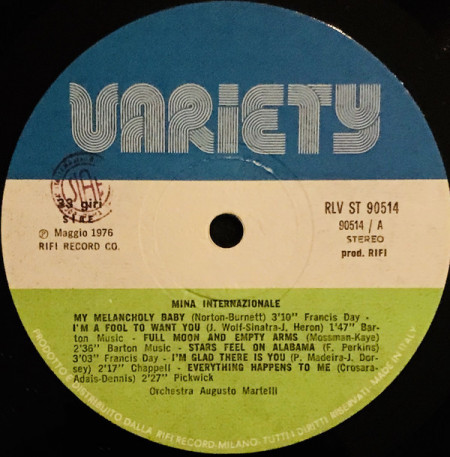 VARIETY
33 giri
SIAE
℗ Maggio 1976
RIFI RECORD CO.
RLV ST 90514
90514 / A
STEREO
prod. RIFI
MINA INTERNAZIONALE
MY MELANCHOLY BABY (Norton-Burnett) 3'10" Francis Day -
I'M A FOOL TO WANT YOU (J. Wolf-Sinatra-J. Heron) 1'47" Bar-
ton Music - FULL MOON AND EMPTY ARMS (Mossman-Kaye)
2'36" Barton Music - STARS FEEL ON ALABAMA (F. Perkins)
3'03" Francis Day - I'M GLAD THERE IS YOU (P. Madeira-J. Dor-
sey) 2'17" Chappell - EVERYTHING HAPPENS TO ME (Crosara-
Adais-Dennis) 2'27" Pickwick
Orchestra Augusto Martelli
PRODOTTO E DISTRIBUITO DALLA RIFI RECORD-MILANO-TUTTI I DIRITTI RISERVATI. MADE IN ITALY